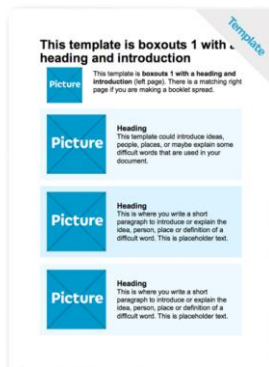 Template
This template is boxouts 1 with a
heading and introduction
Picture
This template is boxouts 1 with a heading and
introduction (left page). There is a matching right
page if you are making a booklet spread.
Picture
Heading
This template could introduce ideas,
people, places, or maybe explain some
difficult words that are used in your
document.
Picture
Heading
This is where you write a short
paragraph to introduce or explain the
idea, person, place or definition of a
difficult word. This is placeholder text.
Picture
Heading
This is where you write a short
paragraph to introduce or explain the
idea, person, place or definition of a
difficult word. This is placeholder text.